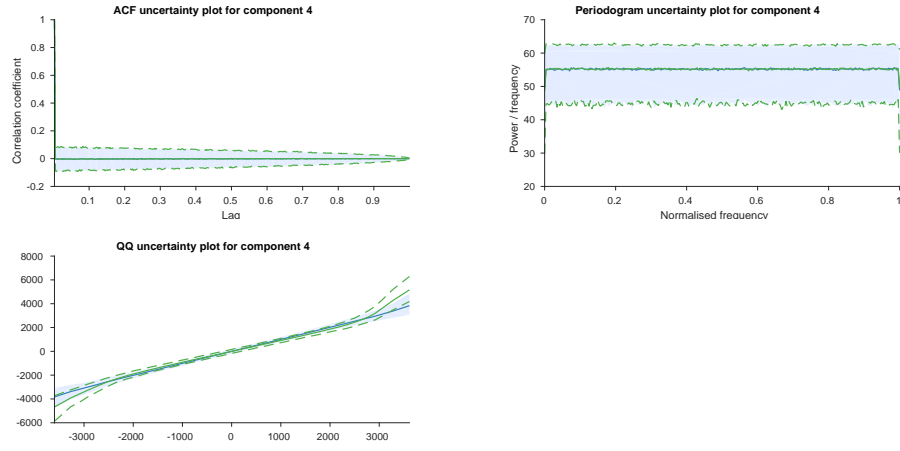 ACF uncertainty plot for component 4
1
0.8
0.6
0.4
0.2
0
-0.2
Correlation coefficient
0.1 0.2 0.3 0.4 0.5 0.6 0.7 0.8 0.9
Lag
Periodogram uncertainty plot for component 4
70
60
50
40
30
20
Power / frequency
0 0.2 0.4 0.6 0.8 1
Normalised frequency
QQ uncertainty plot for component 4
8000
6000
4000
2000
0
-2000
-4000
-6000
-3000 -2000 -1000 0 1000 2000 3000